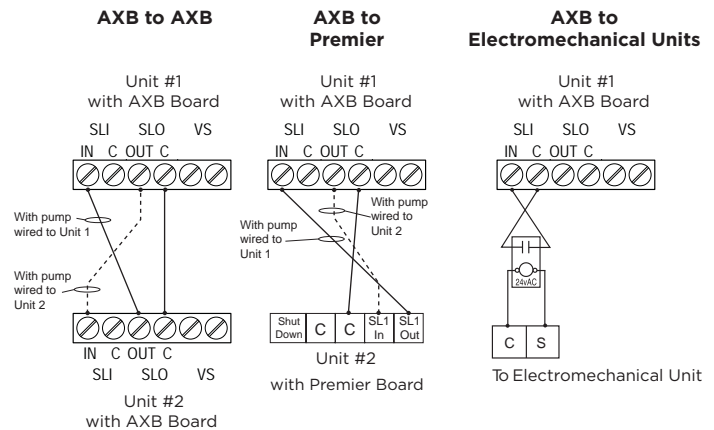 AXB to AXB
Unit #1
with AXB Board
SLI SLO VS
IN C OUT C
With pump
wired to Unit 1
With pump
wired to
Unit 2
IN C OUT C
SLI SLO VS
Unit #2
with AXB Board
AXB to
Premier
Unit #1
with AXB Board
SLI SLO VS
IN C OUT C
With pump
wired to
Unit 2
With pump
wired to
Unit 1
Shut
Down
C
C
SL1
In
SL1
Out
Unit #2
with Premier Board
AXB to
Electromechanical Units
Unit #1
with AXB Board
SLI SLO VS
IN C OUT C
24vAC
C S
To Electromechanical Unit